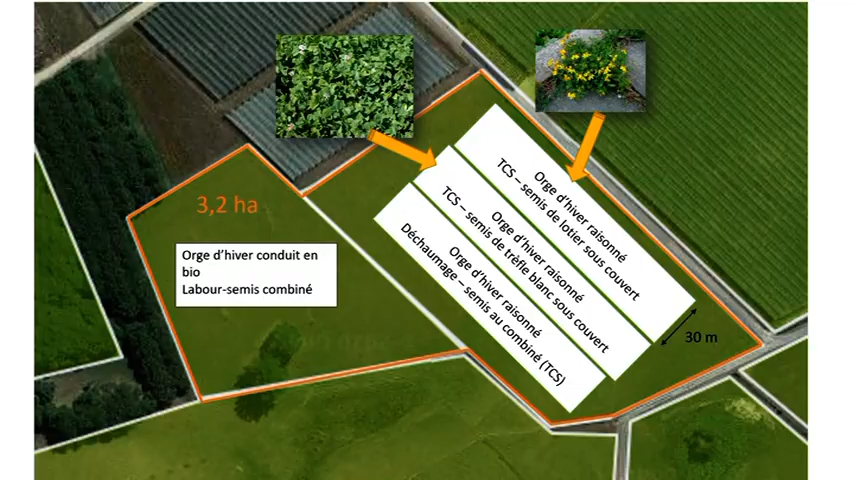 3,2 ha
Orge d’hiver conduit en
bio
Labour-semis combiné
Orge d’hiver raisonné
TCS – semis de lotier sous couvert
Orge d’hiver raisonné
TCS – semis de trèfle blanc sous couvert
Orge d’hiver raisonné
Déchaumage – semis au combiné (TCS)
30 m